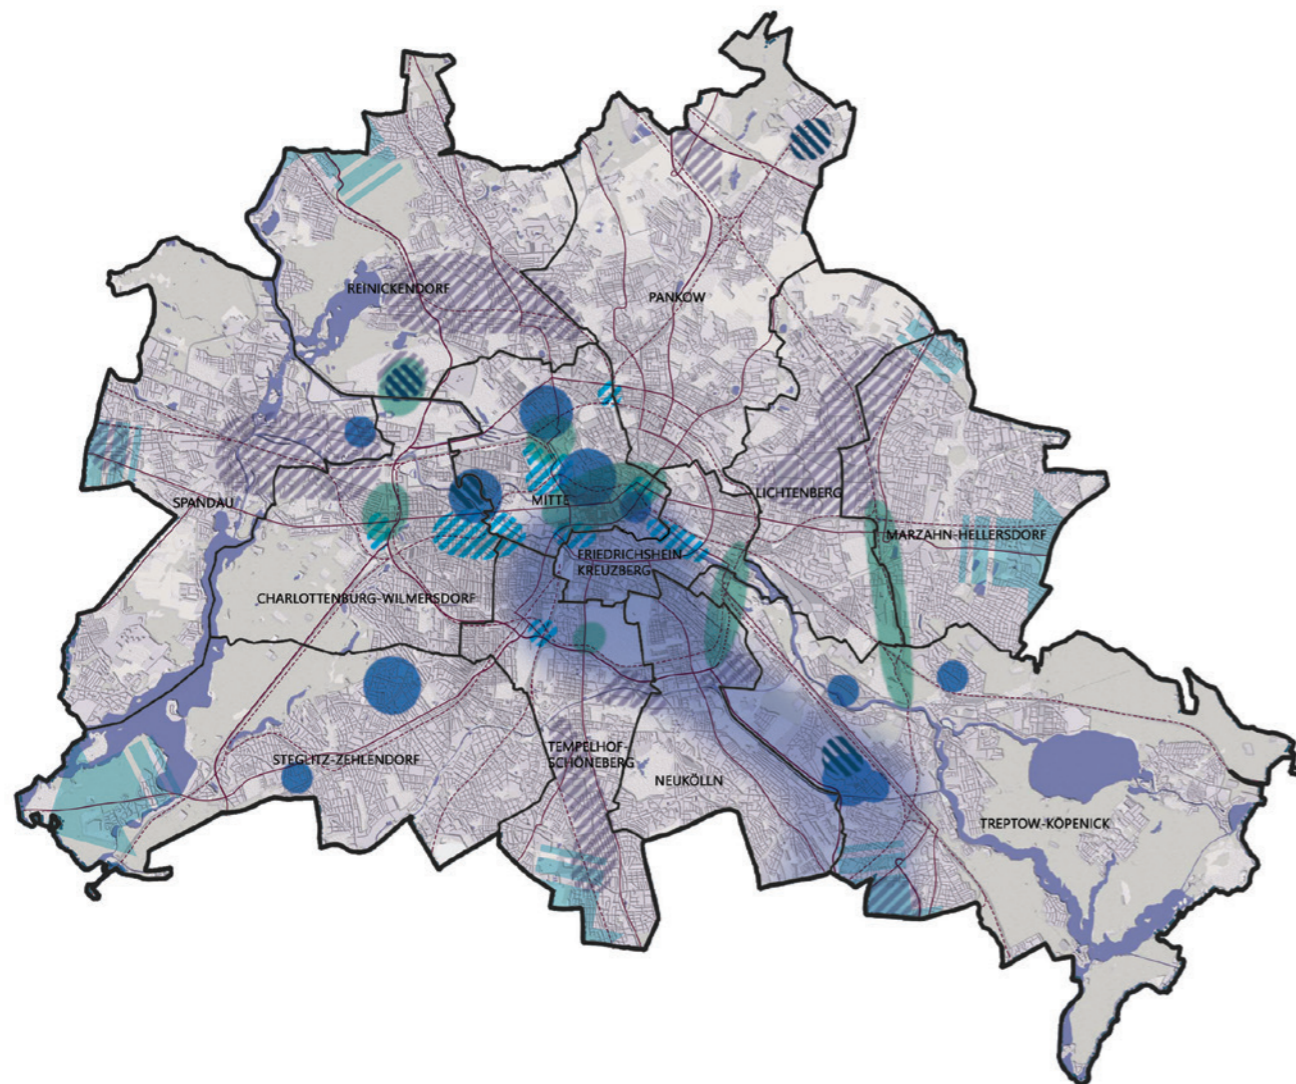 REINICKENDORF
PANKOW
SPANDAU
MITTE
LICHTENBERG
MARZAHN-HELLERSDORF
FRIEDRICHSHEIN
KREUZBERG
CHARLOTTENBURG-WILMERSDORF
STEGLITZ-ZEHLENDORF
TEMPELHOF-
SCHÖNEBERG
NEUKÖLLN
TREPTOW-KÖPENICK